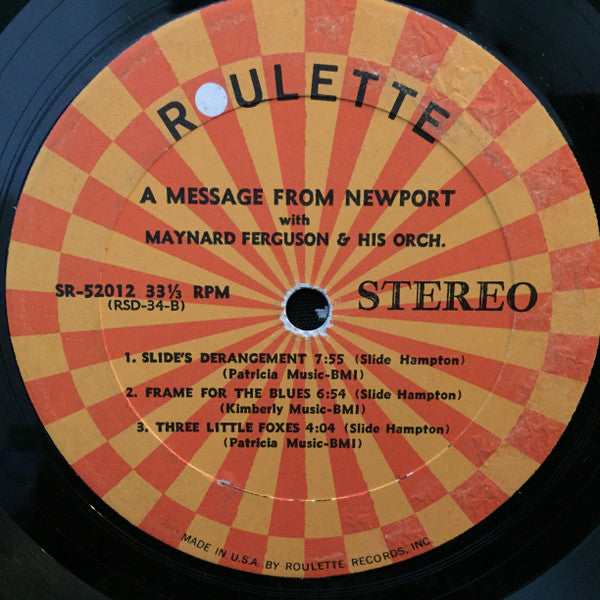 ROULETTE
A MESSAGE FROM NEWPORT
with
MAYNARD FERGUSON & HIS ORCH.
SR-52012 33⅓ RPM
(RSD-34-B)
STEREO
1. SLIDE'S DERANGEMENT 7:55 (Slide Hampton)
(Patricia Music-BMI)
2. FRAME FOR THE BLUES 6:54 (Slide Hampton)
(Kimberly Music-BMI)
3. THREE LITTLE FOXES 4:04 (Slide Hampton)
(Patricia Music-BMI)
MADE IN U.S.A. BY ROULETTE RECORDS, INC.